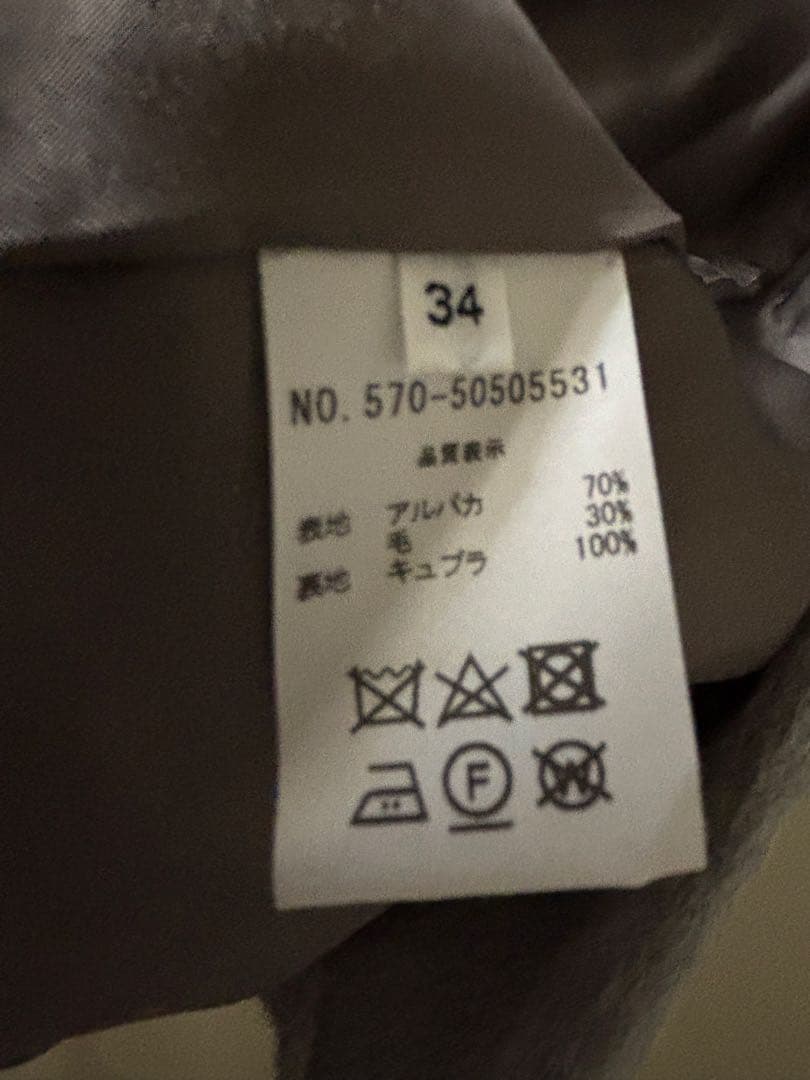 34
NO. 570-50505531
品質表示
表地 アルパカ 70%
毛 30%
裏地 キュプラ 100%
F
W